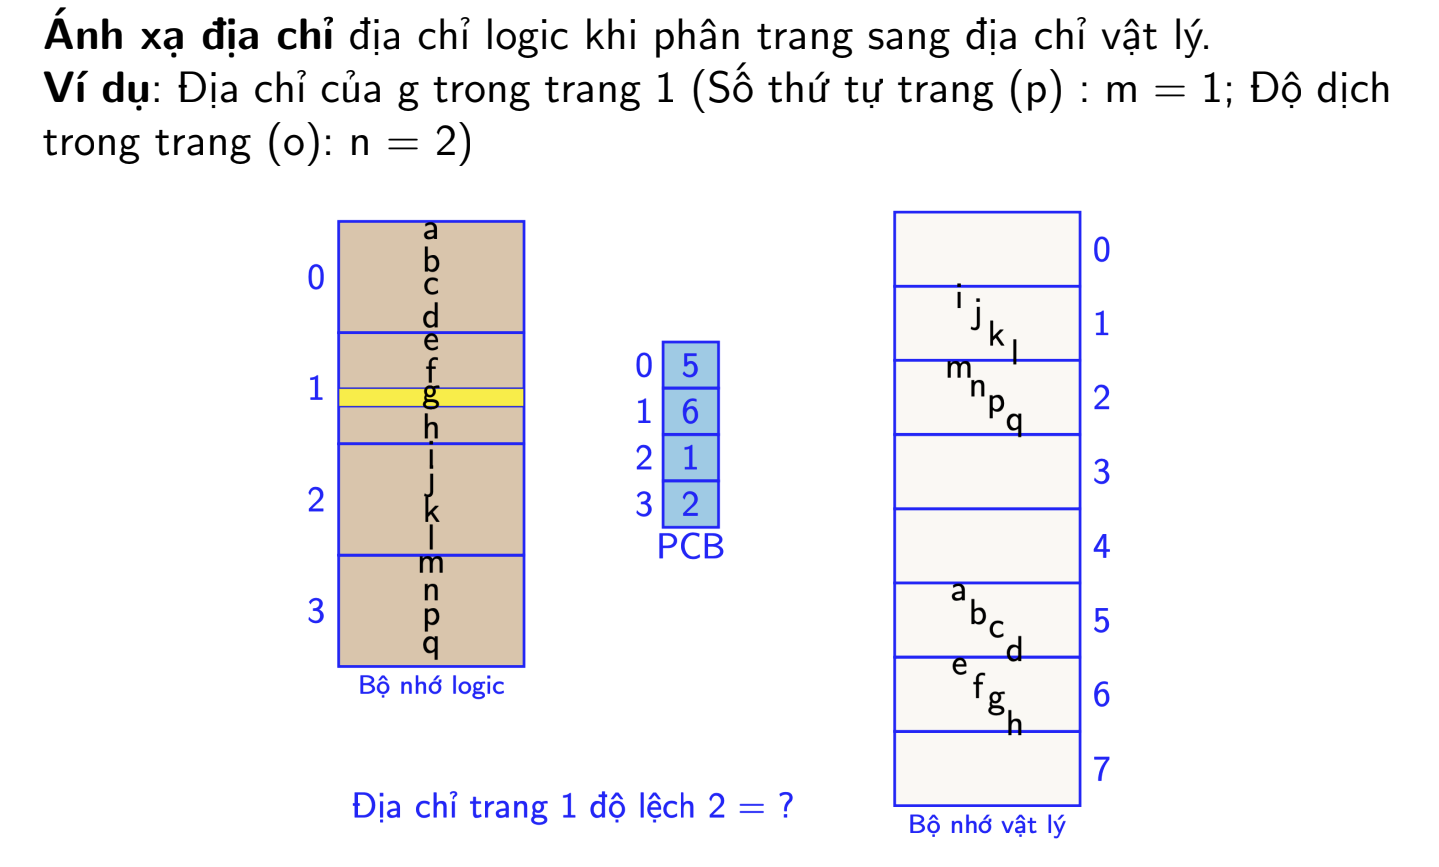 Ánh xạ địa chỉ địa chỉ logic khi phân trang sang địa chỉ vật lý.
Ví dụ: Địa chỉ của g trong trang 1 (Số thứ tự trang (p) : m = 1; Độ dịch
trong trang (o): n = 2)
0
a
b
c
d
1
e
f
g
h
2
i
j
k
l
3
m
n
p
q
Bộ nhớ logic
0 5
1 6
2 1
3 2
PCB
0
i j k l 1
m n p q 2
3
4
a b c d 5
e f g h 6
7
Bộ nhớ vật lý
Địa chỉ trang 1 độ lệch 2 = ?